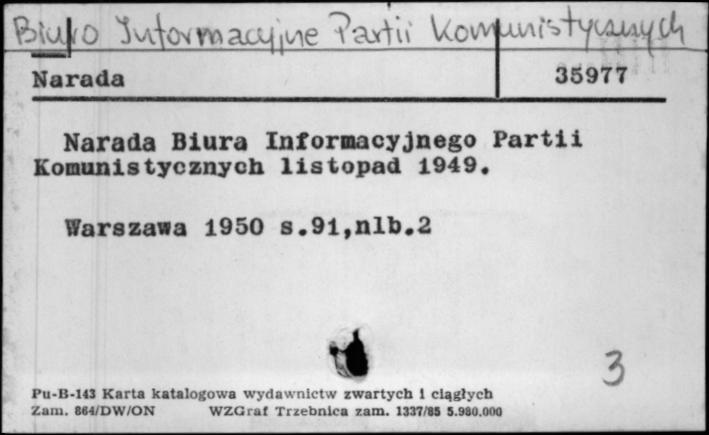 Biuro Informacyjne Partii Komunistycznych
Narada 35977
Narada Biura Informacyjnego Partii
Komunistycznych listopad 1949.
Warszawa 1950 s.91,nlb.2
3
Pu-B-143 Karta katalogowa wydawnictw zwartych i ciągłych
Zam. 864/DW/ON WZGraf Trzebnica zam. 1337/85 5.980.000